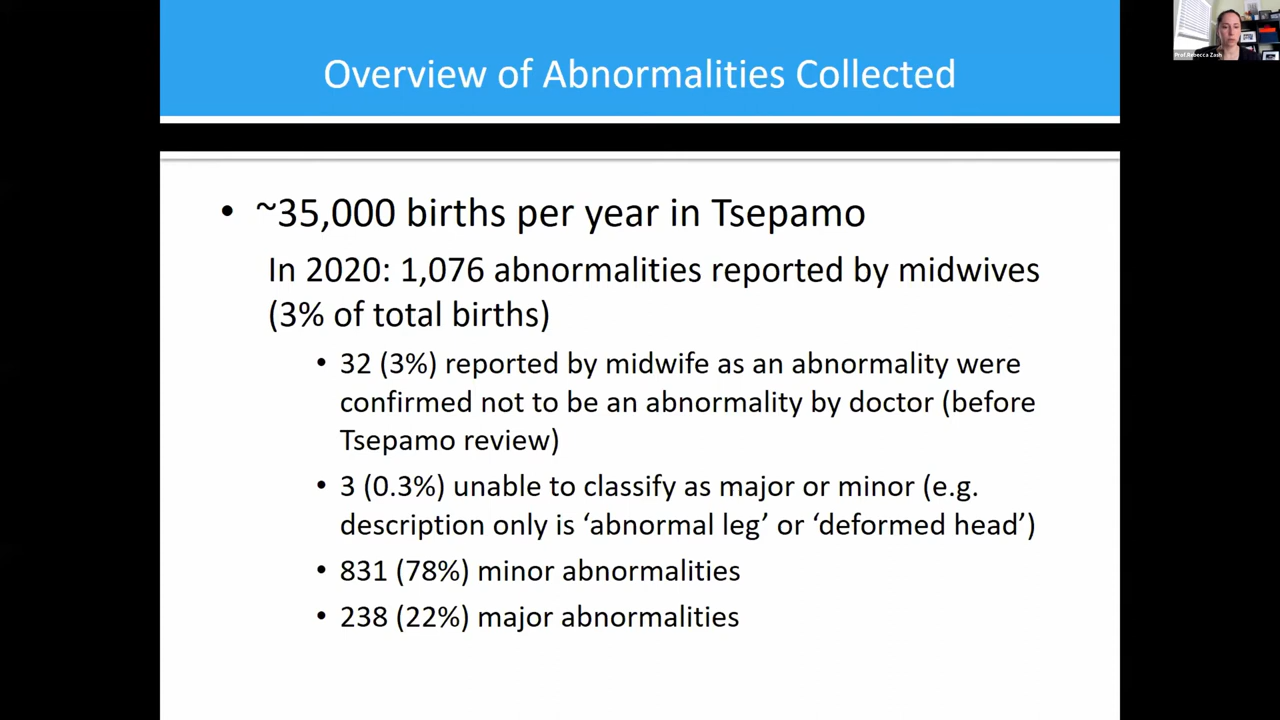 Overview of Abnormalities Collected
Prof.Rebecca Zash
• ~35,000 births per year in Tsepamo
In 2020: 1,076 abnormalities reported by midwives
(3% of total births)
• 32 (3%) reported by midwife as an abnormality were
confirmed not to be an abnormality by doctor (before
Tsepamo review)
• 3 (0.3%) unable to classify as major or minor (e.g.
description only is ‘abnormal leg’ or ‘deformed head’)
• 831 (78%) minor abnormalities
• 238 (22%) major abnormalities